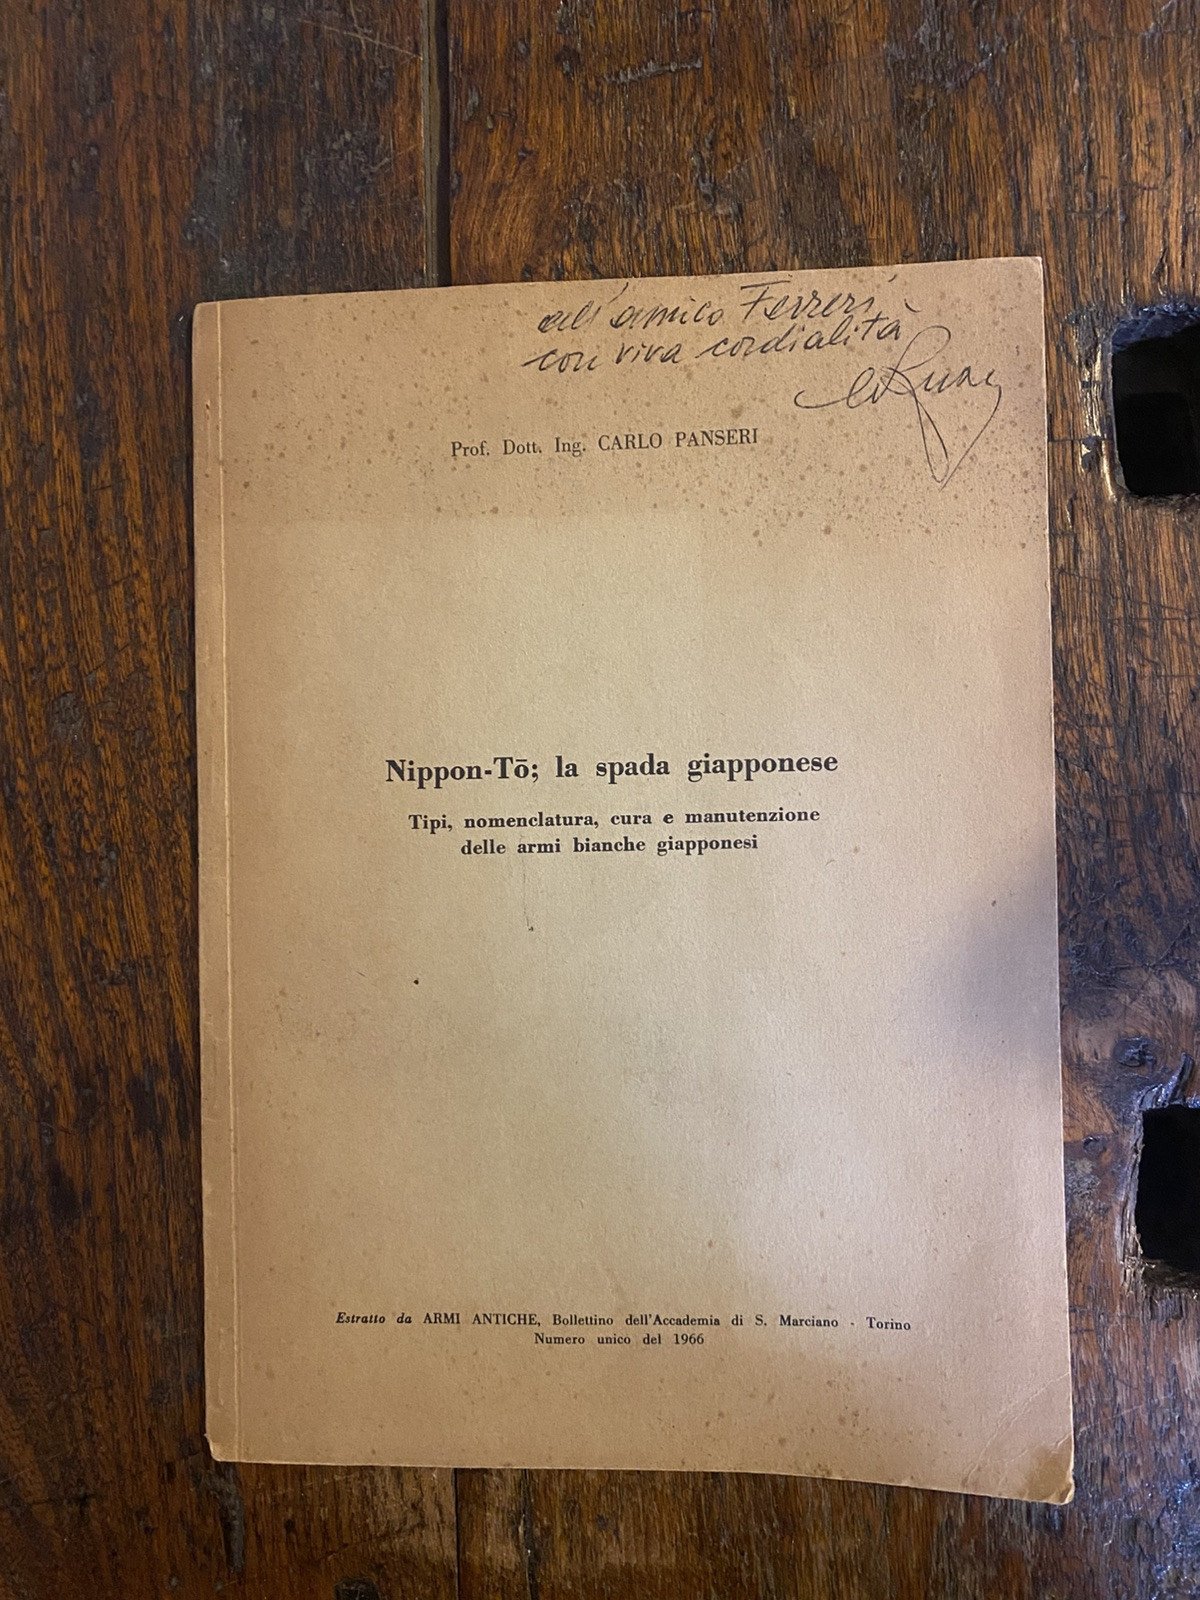 all'amico Ferreri,
con viva cordialità
Prof. Dott. Ing. CARLO PANSERI
Nippon-Tō; la spada giapponese
Tipi, nomenclatura, cura e manutenzione
delle armi bianche giapponesi
Estratto da ARMI ANTICHE, Bollettino dell'Accademia di S. Marciano - Torino
Numero unico del 1966